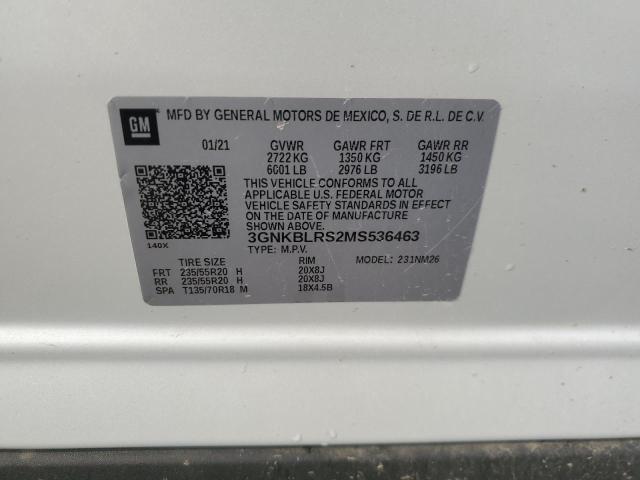 GM
MFD BY GENERAL MOTORS DE MEXICO, S. DE R.L. DE C.V.
01/21 GVWR GAWR FRT GAWR RR
2722 KG 1350 KG 1450 KG
6001 LB 2976 LB 3196 LB
THIS VEHICLE CONFORMS TO ALL
APPLICABLE U.S. FEDERAL MOTOR
VEHICLE SAFETY STANDARDS IN EFFECT
ON THE DATE OF MANUFACTURE
SHOWN ABOVE.
3GNKBLRS2MS536463
140X
TYPE: M.P.V. MODEL: 231NM26
TIRE SIZE RIM
FRT 235/55R20 H 20X8J
RR 235/55R20 H 20X8J
SPA T135/70R18 M 18X4.5B